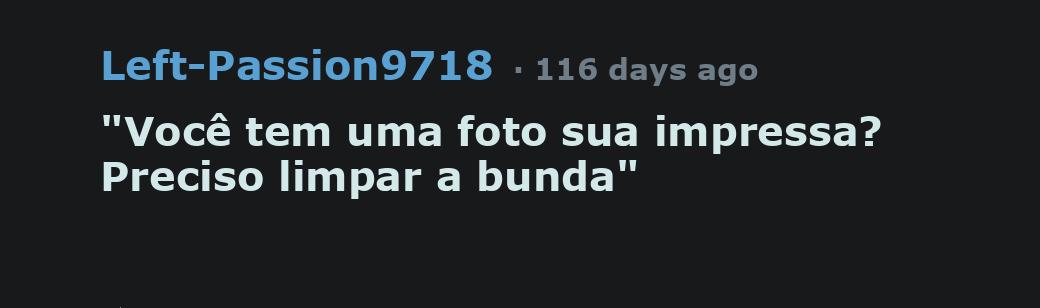 Left-Passion9718 · 116 days ago
"Você tem uma foto sua impressa?
Preciso limpar a bunda"